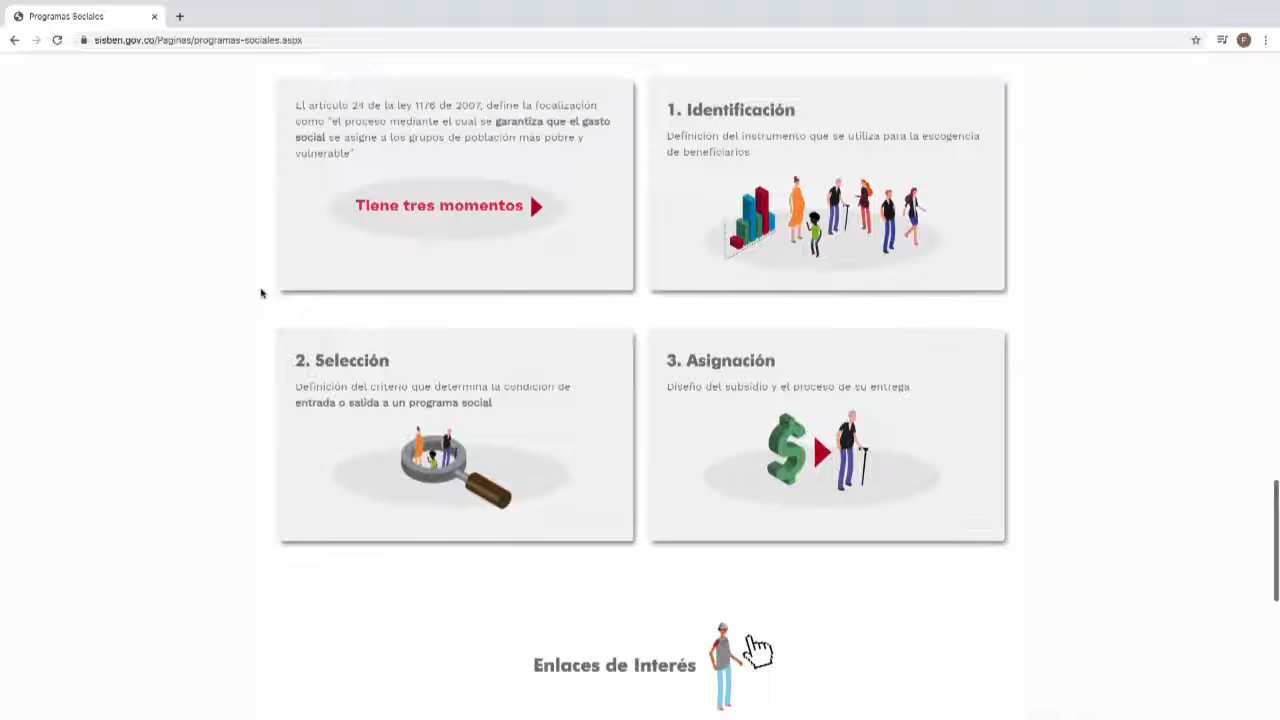 Programas Sociales
sisben.gov.co/Paginas/programas-sociales.aspx
F
El artículo 24 de la ley 1176 de 2007, define la focalización
como "el proceso mediante el cual se garantiza que el gasto
social se asigne a los grupos de población más pobre y
vulnerable"
Tiene tres momentos
1. Identificación
Definición del instrumento que se utiliza para la escogencia
de beneficiarios
2. Selección
Definición del criterio que determina la condición de
entrada o salida a un programa social
3. Asignación
Diseño del subsidio y el proceso de su entrega
Enlaces de Interés